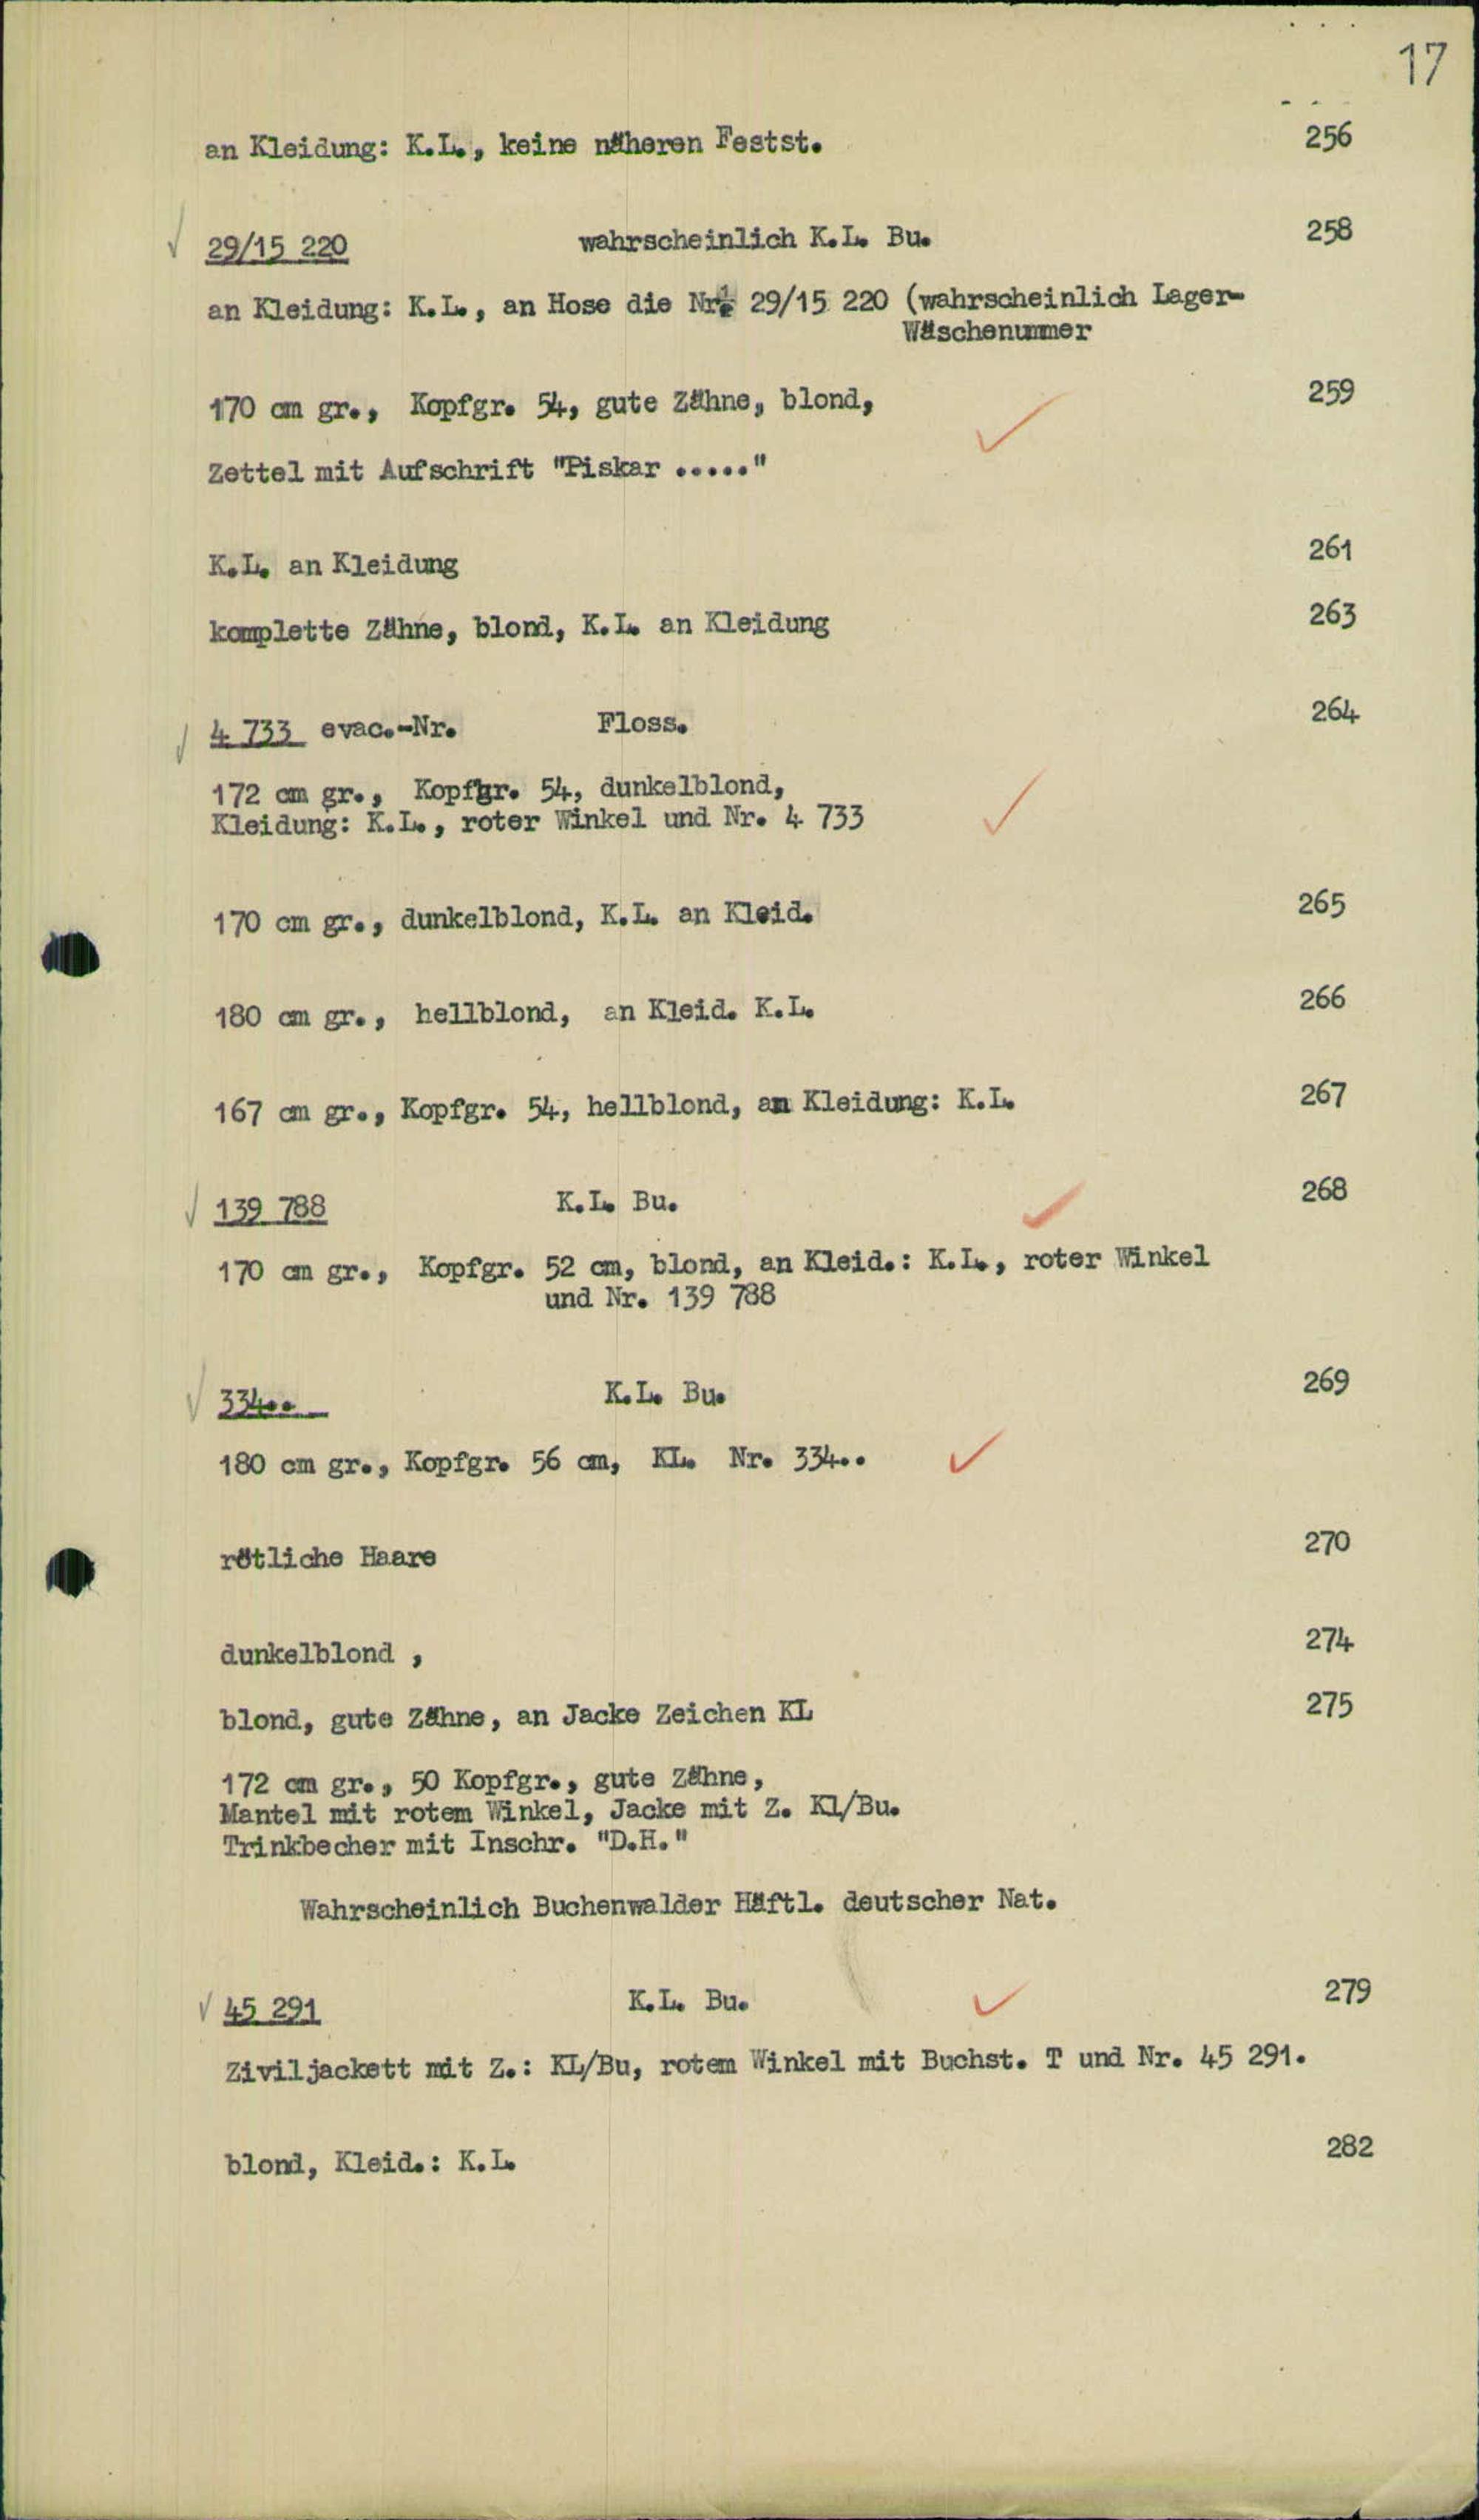 17
an Kleidung: K.L., keine näheren Festst. 256
29/15 220 wahrscheinlich K.L. Bu. 258
an Kleidung: K.L., an Hose die Nr. 29/15 220 (wahrscheinlich Lager-
Wäschenummer
170 cm gr., Kopfgr. 54, gute Zähne, blond, 259
Zettel mit Aufschrift "Piskar ....."
K.L. an Kleidung 261
komplette Zähne, blond, K.L. an Kleidung 263
4 733 evac.-Nr. Floss. 264
172 cm gr., Kopfgr. 54, dunkelblond,
Kleidung: K.L., roter Winkel und Nr. 4 733
170 cm gr., dunkelblond, K.L. an Kleid. 265
180 cm gr., hellblond, an Kleid. K.L. 266
167 cm gr., Kopfgr. 54, hellblond, an Kleidung: K.L. 267
139 788 K.L. Bu. 268
170 cm gr., Kopfgr. 52 cm, blond, an Kleid.: K.L., roter Winkel
und Nr. 139 788
334.. K.L. Bu. 269
180 cm gr., Kopfgr. 56 cm, KL. Nr. 334..
rötliche Haare 270
dunkelblond , 274
blond, gute Zähne, an Jacke Zeichen KL 275
172 cm gr., 50 Kopfgr., gute Zähne,
Mantel mit rotem Winkel, Jacke mit Z. Kl/Bu.
Trinkbecher mit Inschr. "D.H."
Wahrscheinlich Buchenwalder Häftl. deutscher Nat.
45 291 K.L. Bu. 279
Ziviljackett mit Z.: KL/Bu, rotem Winkel mit Buchst. T und Nr. 45 291.
blond, Kleid.: K.L. 282